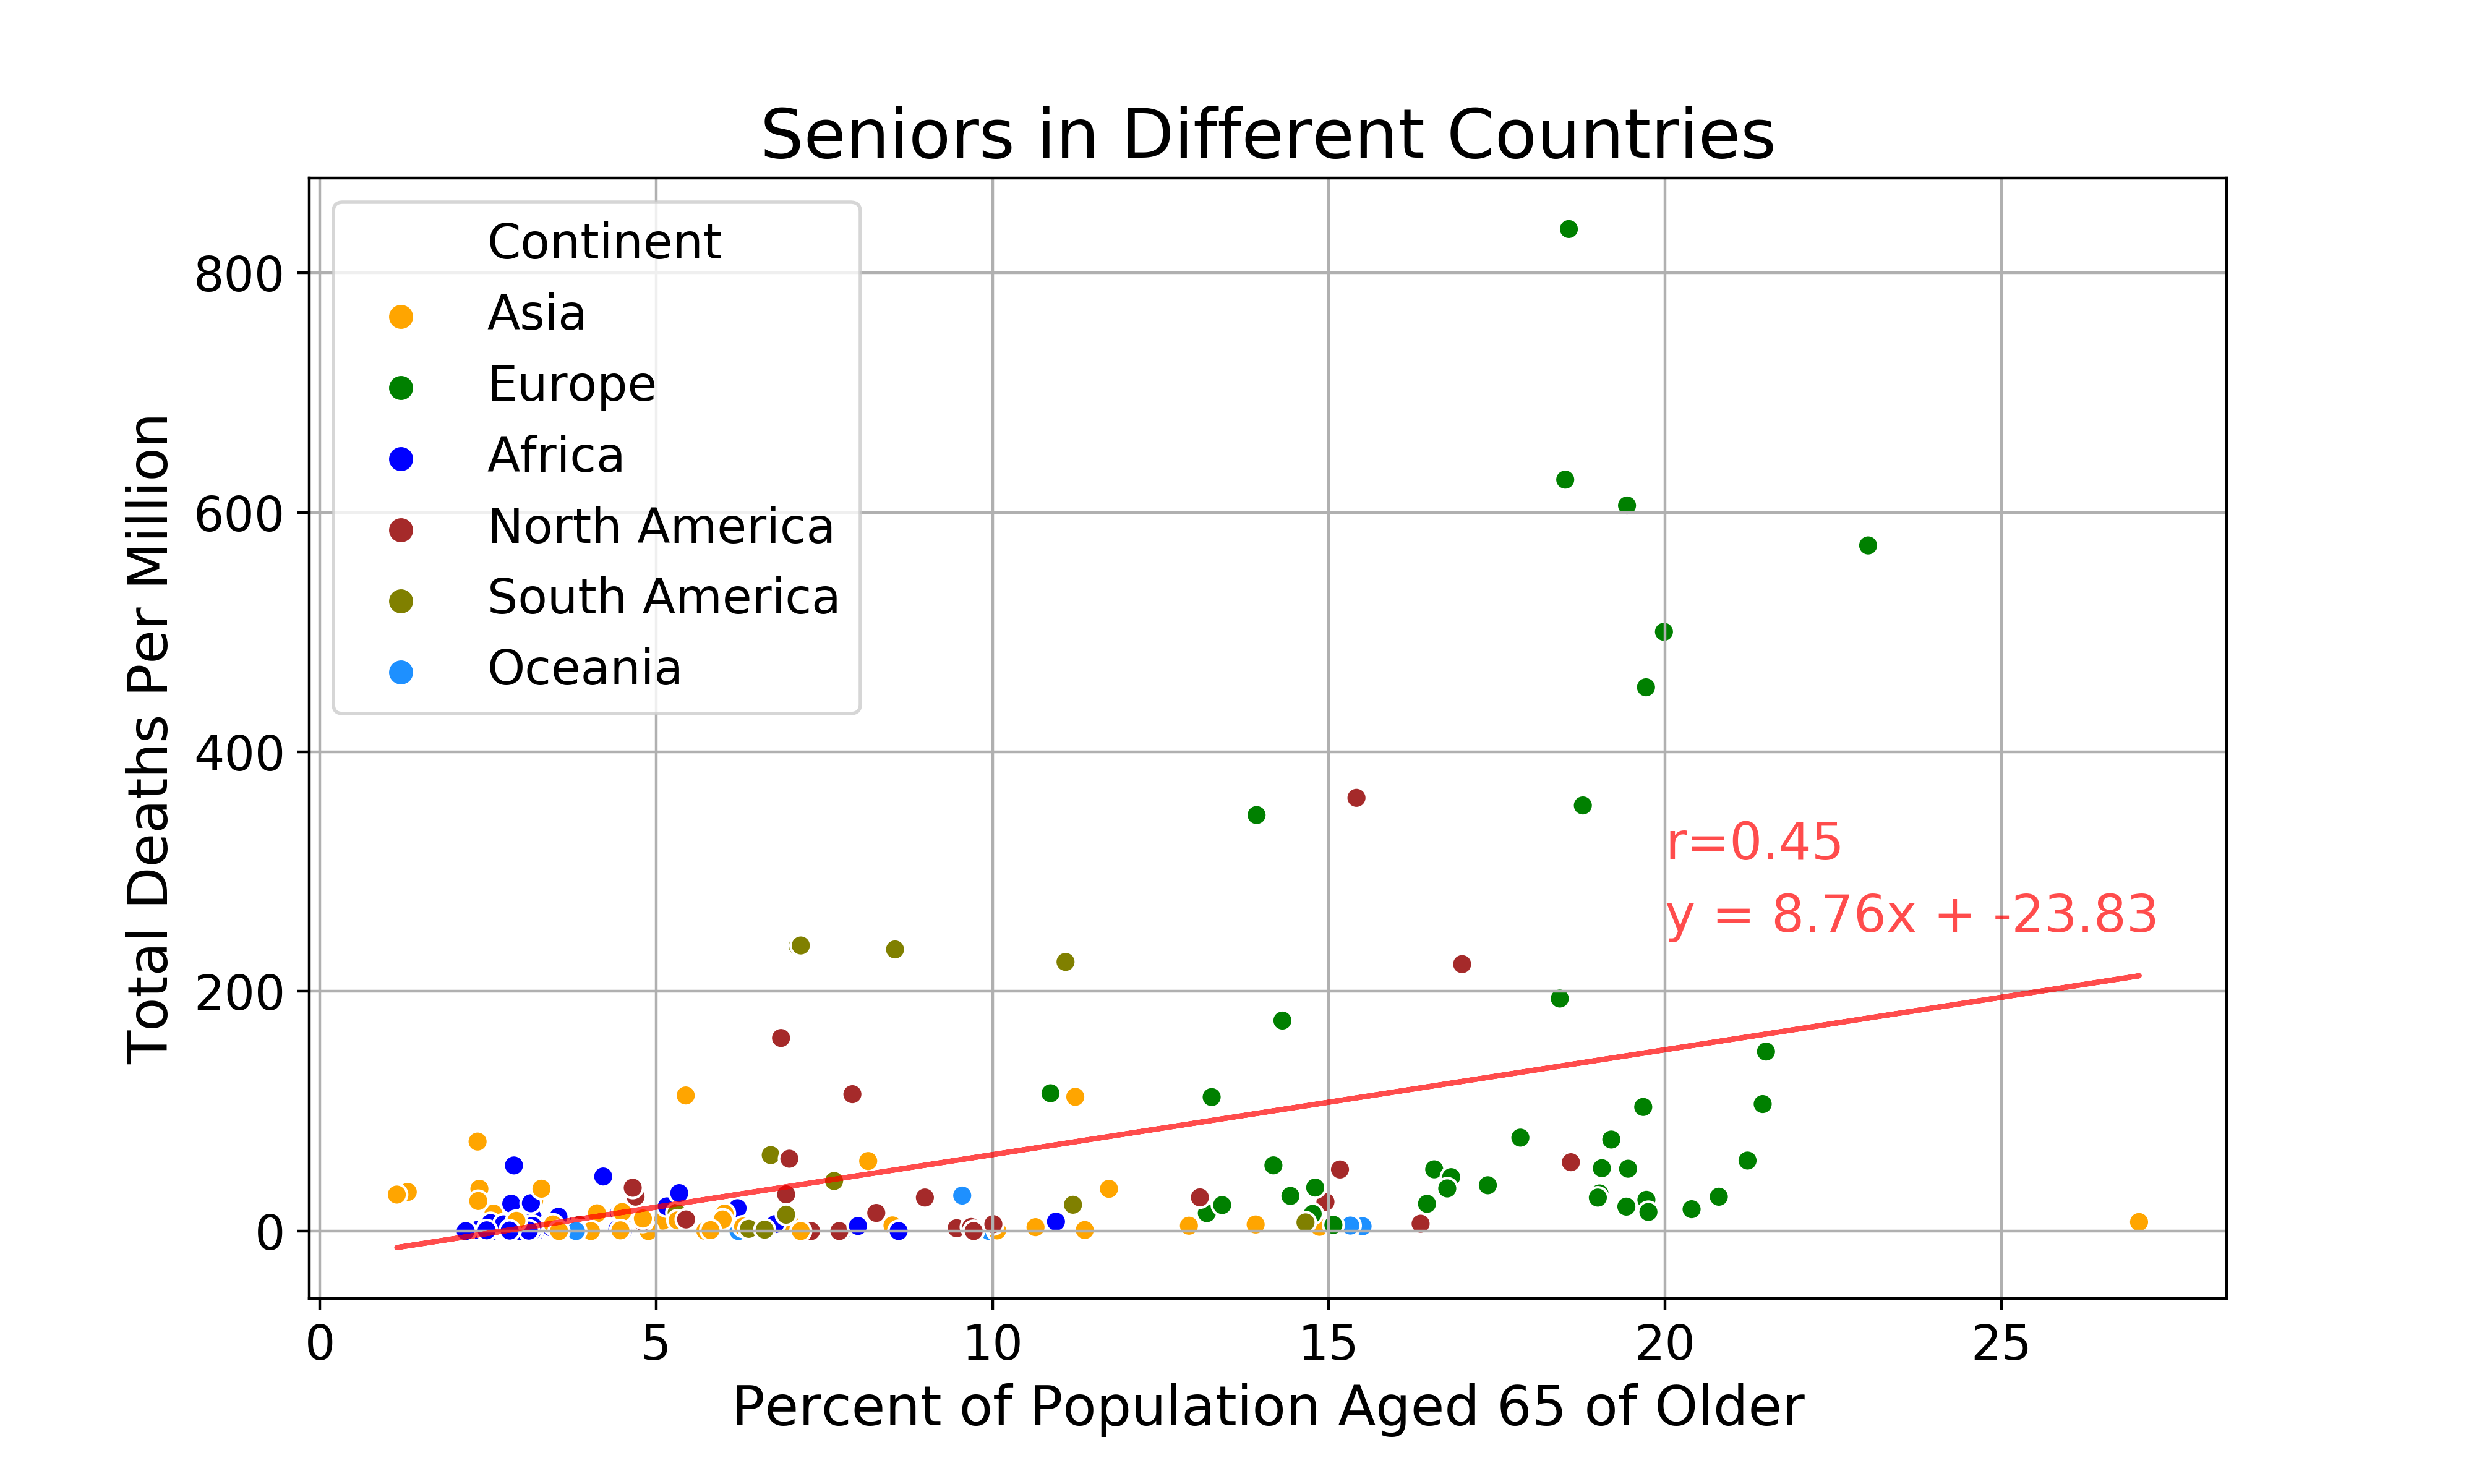 Seniors in Different Countries
Total Deaths Per Million
800
600
400
200
0
Continent
Asia
Europe
Africa
North America
South America
Oceania
r=0.45
y = 8.76x + -23.83
0 5 10 15 20 25
Percent of Population Aged 65 of Older